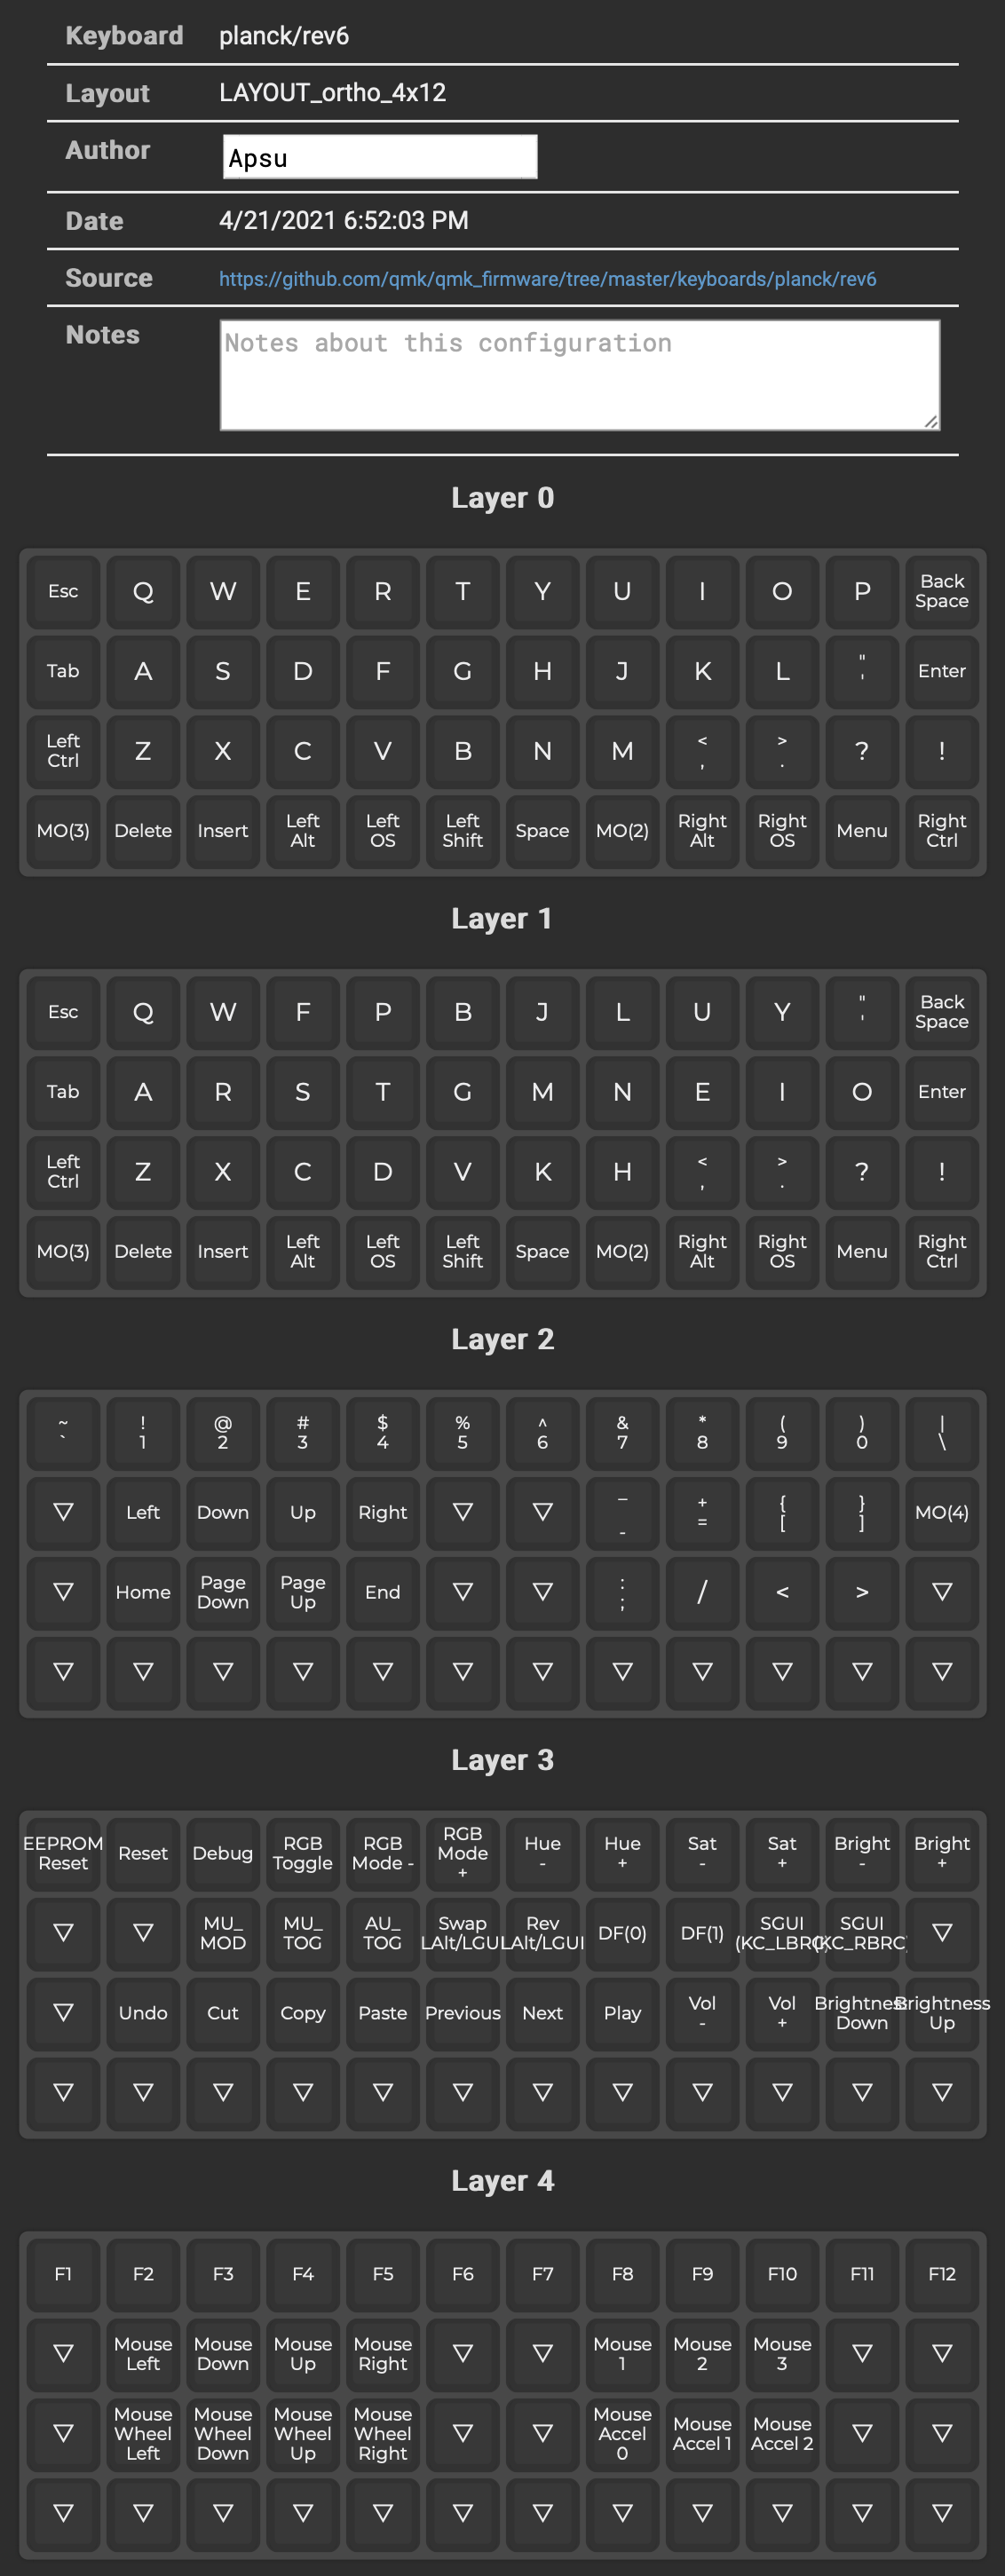 Keyboard planck/rev6
Layout LAYOUT_ortho_4x12
Author Apsu
Date 4/21/2021 6:52:03 PM
Source https://github.com/qmk/qmk_firmware/tree/master/keyboards/planck/rev6
Notes Notes about this configuration
Layer 0
Esc Q W E R T Y U I O P Back Space
Tab A S D F G H J K L " ' Enter
Left Ctrl Z X C V B N M < , > . ? !
MO(3) Delete Insert Left Alt Left OS Left Shift Space MO(2) Right Alt Right OS Menu Right Ctrl
Layer 1
Esc Q W F P B J L U Y " ' Back Space
Tab A R S T G M N E I O Enter
Left Ctrl Z X C D V K H < , > . ? !
MO(3) Delete Insert Left Alt Left OS Left Shift Space MO(2) Right Alt Right OS Menu Right Ctrl
Layer 2
~ ` ! 1 @ 2 # 3 $ 4 % 5 ^ 6 & 7 * 8 ( 9 ) 0 | \
▽ Left Down Up Right ▽ ▽ _ - + = { [ } ] MO(4)
▽ Home Page Down Page Up End ▽ ▽ : ; / < > ▽
▽ ▽ ▽ ▽ ▽ ▽ ▽ ▽ ▽ ▽ ▽ ▽
Layer 3
EEPROM Reset Reset Debug RGB Toggle RGB Mode - RGB Mode + Hue - Hue + Sat - Sat + Bright - Bright +
▽ ▽ MU_MOD MU_TOG AU_TOG Swap LAlt/LGUI Rev LAlt/LGUI DF(0) DF(1) SGUI (KC_LBRC) SGUI (KC_RBRC) ▽
▽ Undo Cut Copy Paste Previous Next Play Vol - Vol + Brightness Down Brightness Up
▽ ▽ ▽ ▽ ▽ ▽ ▽ ▽ ▽ ▽ ▽ ▽
Layer 4
F1 F2 F3 F4 F5 F6 F7 F8 F9 F10 F11 F12
▽ Mouse Left Mouse Down Mouse Up Mouse Right ▽ ▽ Mouse 1 Mouse 2 Mouse 3 ▽ ▽
▽ Mouse Wheel Left Mouse Wheel Down Mouse Wheel Up Mouse Wheel Right ▽ ▽ Mouse Accel 0 Mouse Accel 1 Mouse Accel 2 ▽ ▽
▽ ▽ ▽ ▽ ▽ ▽ ▽ ▽ ▽ ▽ ▽ ▽